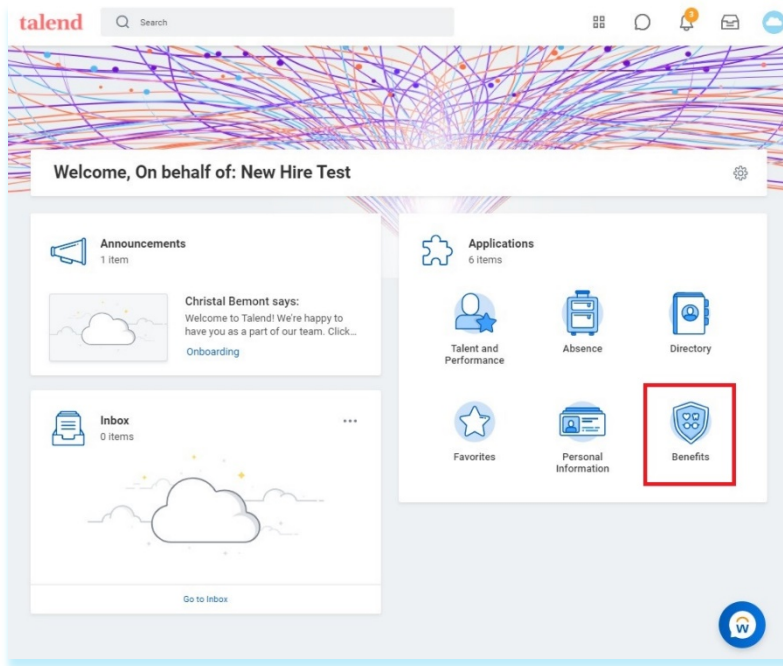 talend
Search
3
Welcome, On behalf of: New Hire Test
Announcements
1 item
Christal Bemont says:
Welcome to Talend! We're happy to
have you as a part of our team. Click...
Onboarding
Applications
6 items
Talent and
Performance
Absence
Directory
Favorites
Personal
Information
Benefits
Inbox
0 items
Go to Inbox
w